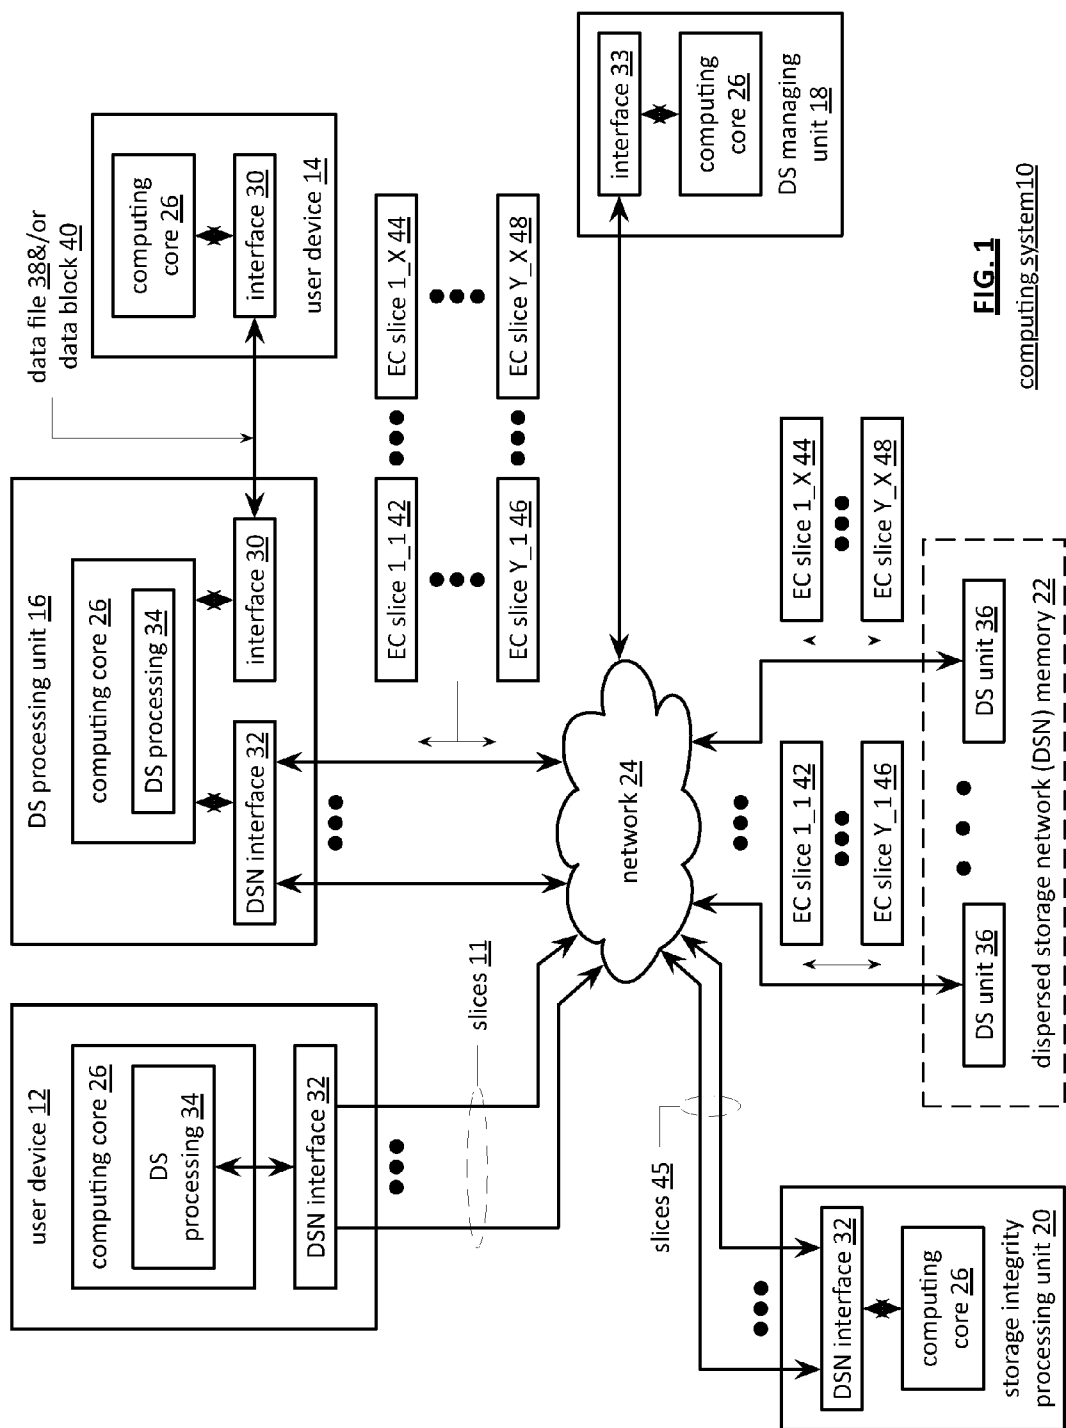 user device 12
computing core 26
DS
processing 34
DSN interface 32
slices 11
DS processing unit 16
computing core 26
DS processing 34
DSN interface 32
interface 30
data file 38&/or
data block 40
computing
core 26
interface 30
user device 14
EC slice 1_1 42
EC slice 1_X 44
EC slice Y_1 46
EC slice Y_X 48
network 24
interface 33
computing
core 26
DS managing
unit 18
slices 45
DSN interface 32
computing
core 26
storage integrity
processing unit 20
EC slice 1_1 42
EC slice Y_1 46
EC slice 1_X 44
EC slice Y_X 48
DS unit 36
DS unit 36
dispersed storage network (DSN) memory 22
FIG. 1
computing system10